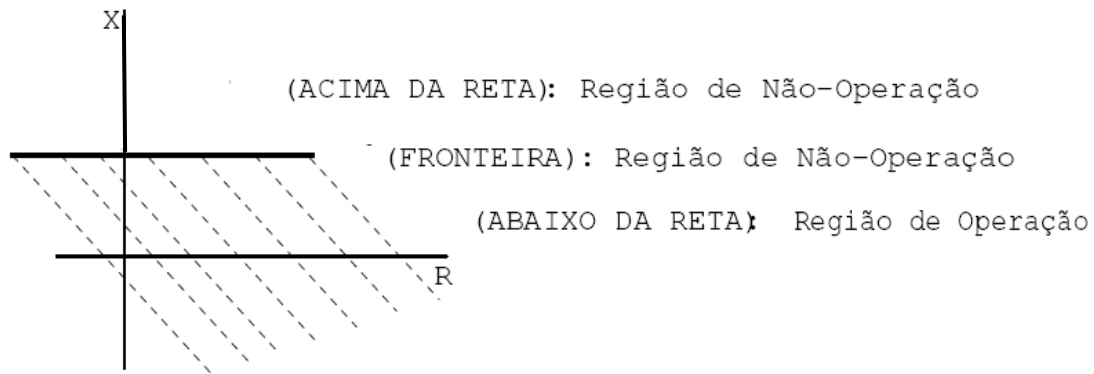 X
(ACIMA DA RETA): Região de Não-Operação
(FRONTEIRA): Região de Não-Operação
(ABAIXO DA RETA): Região de Operação
R